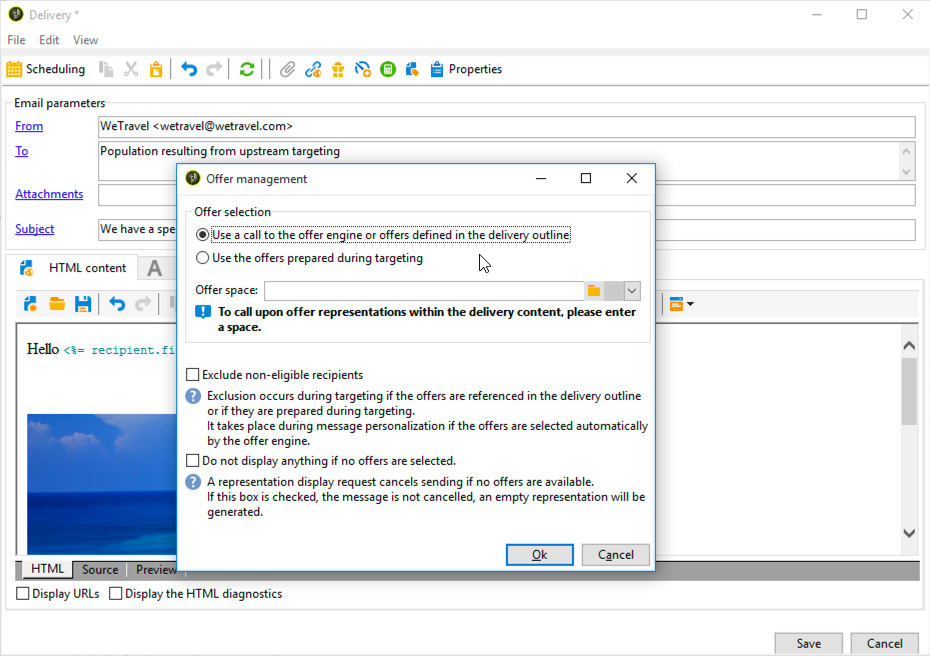 Delivery *
File Edit View
Scheduling Properties
Email parameters
From WeTravel <wetravel@wetravel.com>
To Population resulting from upstream targeting
Attachments
Subject We have a spe
HTML content A
Hello <%= recipient.fi
Offer management
Offer selection
Use a call to the offer engine or offers defined in the delivery outline
Use the offers prepared during targeting
Offer space:
To call upon offer representations within the delivery content, please enter
a space.
Exclude non-eligible recipients
Exclusion occurs during targeting if the offers are referenced in the delivery outline
or if they are prepared during targeting.
It takes place during message personalization if the offers are selected automatically
by the offer engine.
Do not display anything if no offers are selected.
A representation display request cancels sending if no offers are available.
If this box is checked, the message is not cancelled, an empty representation will be
generated.
Ok Cancel
HTML Source Preview
Display URLs Display the HTML diagnostics
Save Cancel